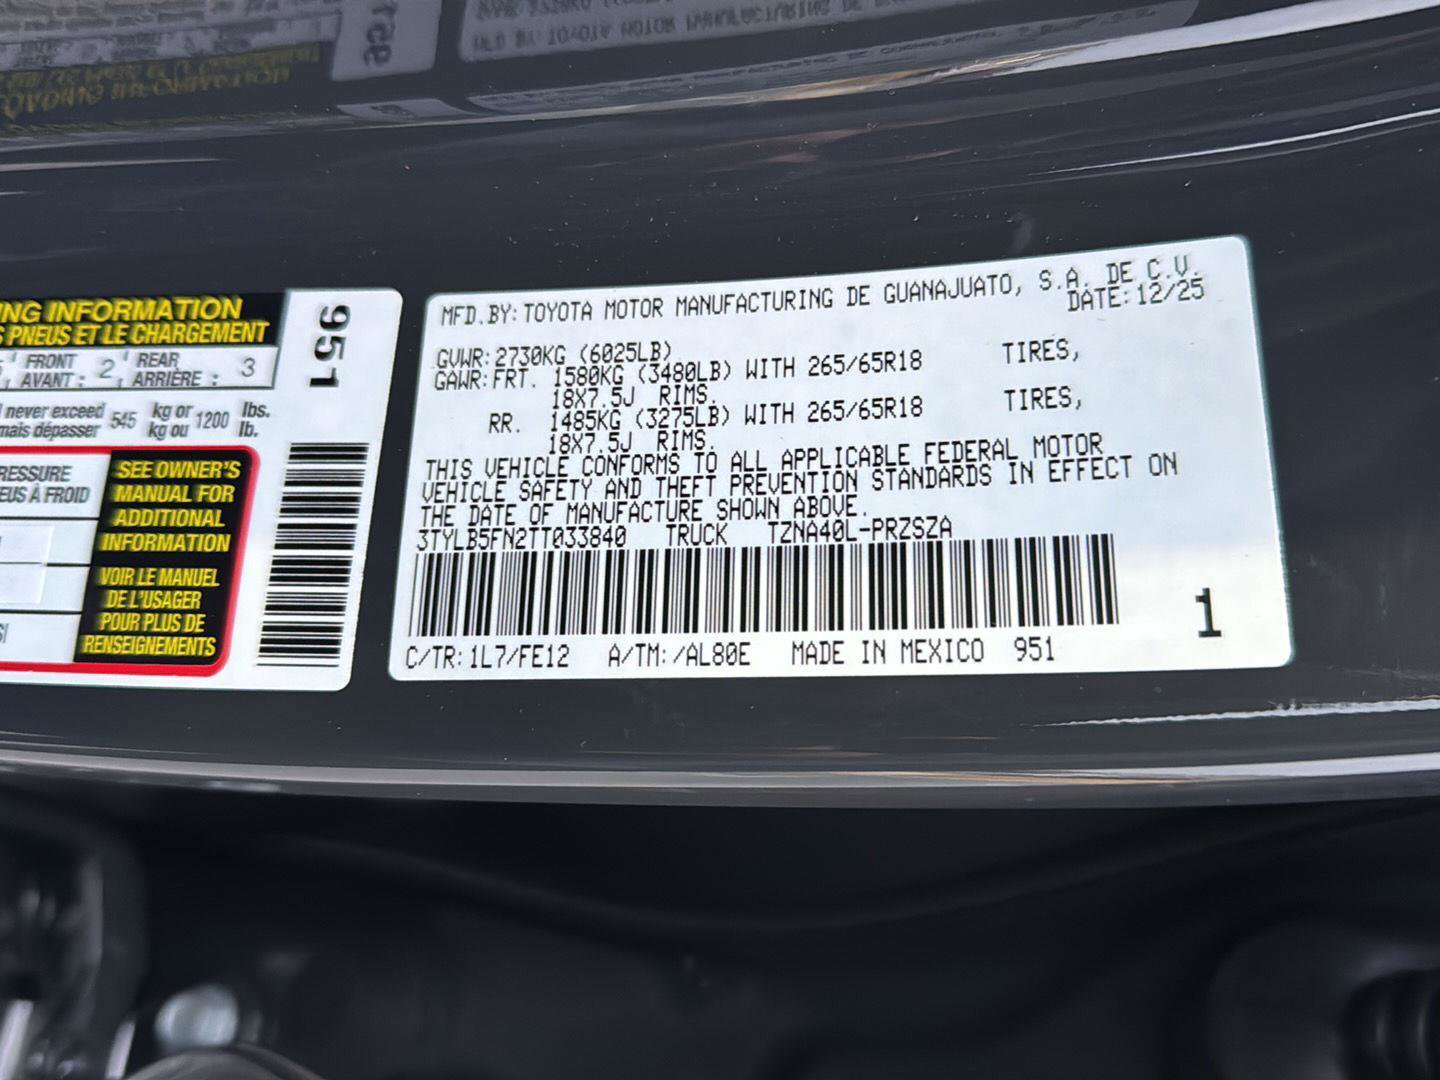 ING INFORMATION
PNEUS ET LE CHARGEMENT
FRONT 2 REAR 3
AVANT : ARRIÈRE :
never exceed 545 kg or 1200 lbs.
mais dépasser kg ou lb.
RESSURE
EUS À FROID
SEE OWNER'S
MANUAL FOR
ADDITIONAL
INFORMATION
VOIR LE MANUEL
DE L'USAGER
POUR PLUS DE
RENSEIGNEMENTS
951
MFD.BY:TOYOTA MOTOR MANUFACTURING DE GUANAJUATO, S.A. DE C.V.
DATE:12/25
GVWR:2730KG (6025LB)
GAWR:FRT. 1580KG (3480LB) WITH 265/65R18 TIRES,
18X7.5J RIMS.
RR. 1485KG (3275LB) WITH 265/65R18 TIRES,
18X7.5J RIMS.
THIS VEHICLE CONFORMS TO ALL APPLICABLE FEDERAL MOTOR
VEHICLE SAFETY AND THEFT PREVENTION STANDARDS IN EFFECT ON
THE DATE OF MANUFACTURE SHOWN ABOVE.
3TYLB5FN2TT033840 TRUCK TZNA40L-PRZSZA
1
C/TR:1L7/FE12 A/TM:/AL80E MADE IN MEXICO 951